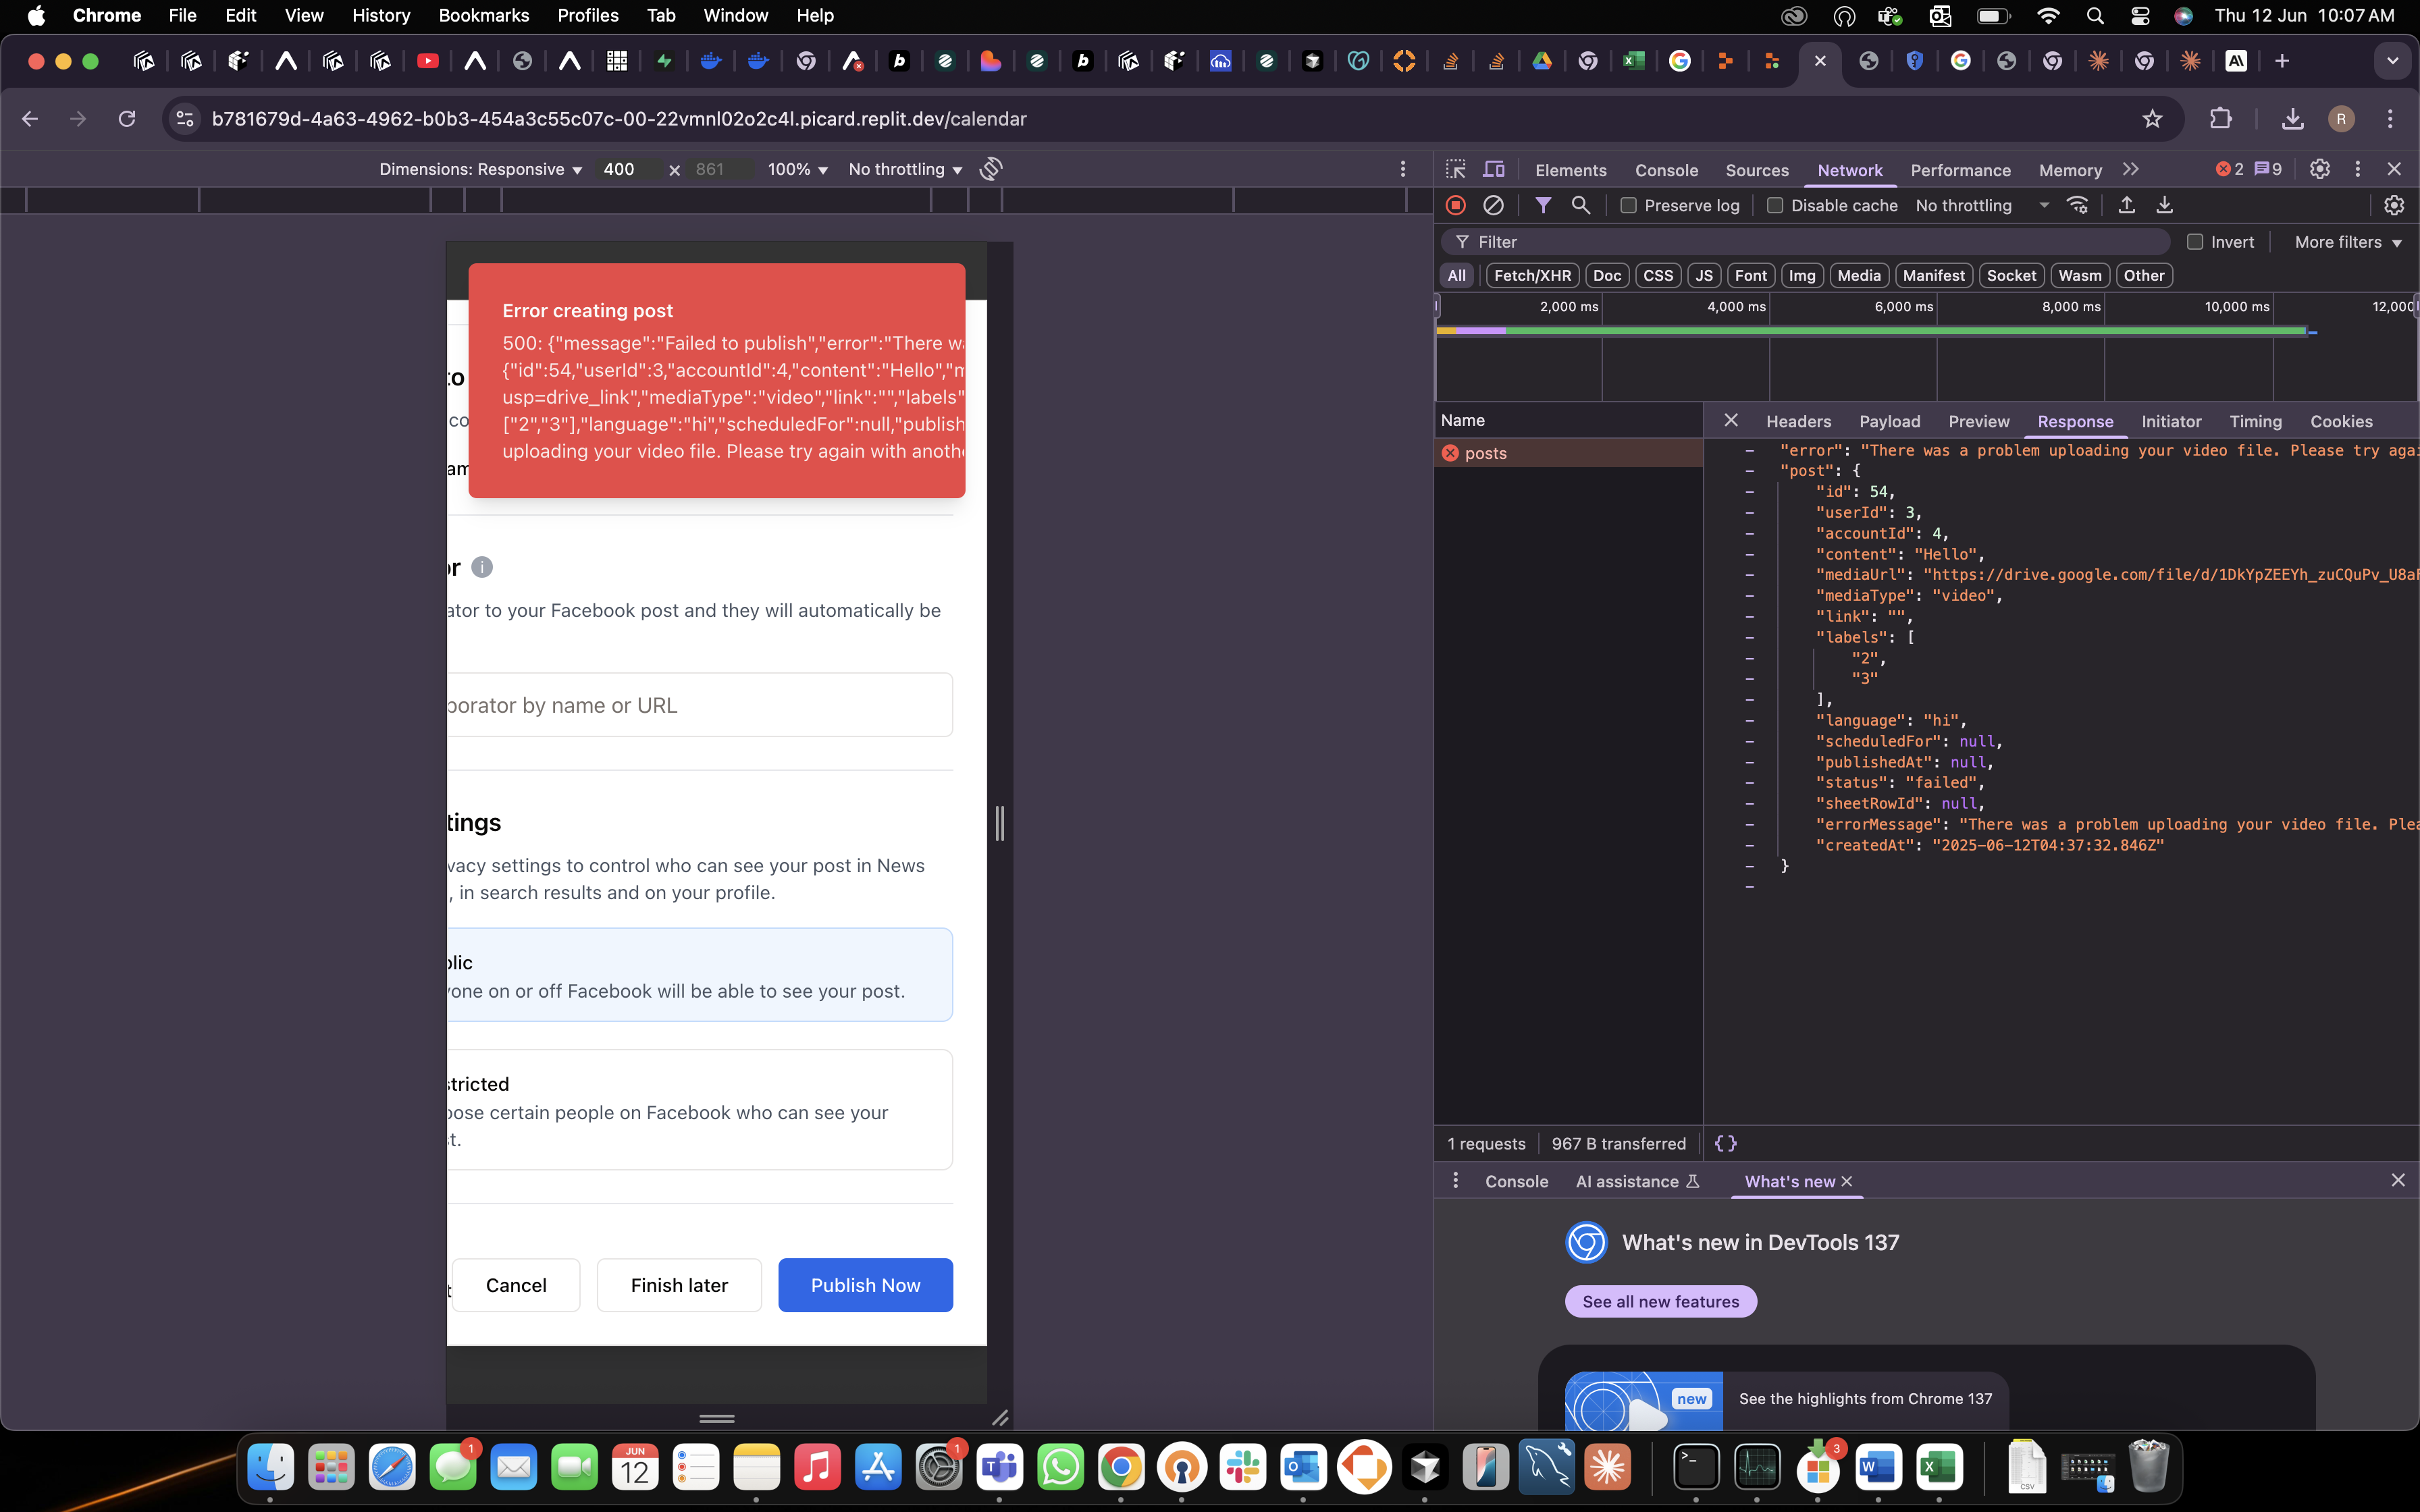 Chrome File Edit View History Bookmarks Profiles Tab Window Help
Thu 12 Jun 10:07 AM
b781679d-4a63-4962-b0b3-454a3c55c07c-00-22vmnl02o2c4l.picard.replit.dev/calendar
R
Dimensions: Responsive 400 × 861 100% No throttling
Elements Console Sources Network Performance Memory 2 9
Preserve log Disable cache No throttling
Filter Invert More filters
All Fetch/XHR Doc CSS JS Font Img Media Manifest Socket Wasm Other
2,000 ms 4,000 ms 6,000 ms 8,000 ms 10,000 ms 12,000
Error creating post
500: {"message":"Failed to publish","error":"There wa
{"id":54,"userId":3,"accountId":4,"content":"Hello","m
usp=drive_link","mediaType":"video","link":"","labels"
["2","3"],"language":"hi","scheduledFor":null,"publish
uploading your video file. Please try again with anothe
to
co
am
or
ator to your Facebook post and they will automatically be
borator by name or URL
tings
vacy settings to control who can see your post in News
, in search results and on your profile.
blic
yone on or off Facebook will be able to see your post.
stricted
oose certain people on Facebook who can see your
st.
t
Cancel Finish later Publish Now
Name
posts
Headers Payload Preview Response Initiator Timing Cookies
"error": "There was a problem uploading your video file. Please try agai
"post": {
"id": 54,
"userId": 3,
"accountId": 4,
"content": "Hello",
"mediaUrl": "https://drive.google.com/file/d/1DkYpZEEYh_zuCQuPv_U8a
"mediaType": "video",
"link": "",
"labels": [
"2",
"3"
],
"language": "hi",
"scheduledFor": null,
"publishedAt": null,
"status": "failed",
"sheetRowId": null,
"errorMessage": "There was a problem uploading your video file. Plea
"createdAt": "2025-06-12T04:37:32.846Z"
}
1 requests 967 B transferred { }
Console AI assistance What's new
What's new in DevTools 137
See all new features
new
See the highlights from Chrome 137
1
JUN
12
1
3
CSV